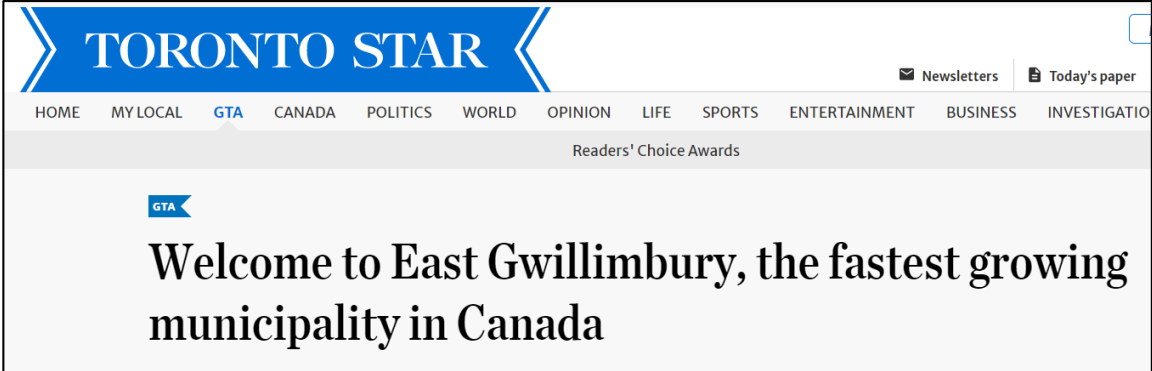 TORONTO STAR
Newsletters Today's paper
HOME MY LOCAL GTA CANADA POLITICS WORLD OPINION LIFE SPORTS ENTERTAINMENT BUSINESS INVESTIGATIO
Readers' Choice Awards
GTA
Welcome to East Gwillimbury, the fastest growing
municipality in Canada